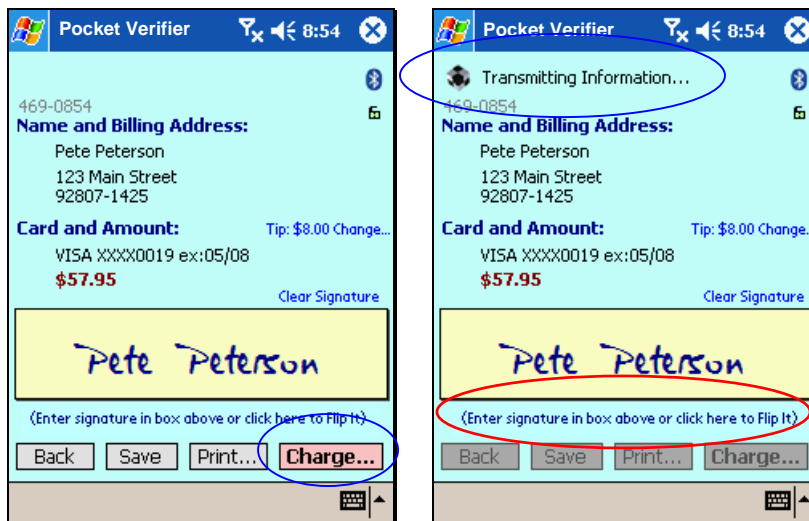 Pocket Verifier 8:54
469-0854
Name and Billing Address:
Pete Peterson
123 Main Street
92807-1425
Card and Amount: Tip: $8.00 Change...
VISA XXXX0019 ex:05/08
$57.95
Clear Signature
Pete Peterson
(Enter signature in box above or click here to Flip It)
Back Save Print... Charge...
Pocket Verifier 8:54
Transmitting Information...
469-0854
Name and Billing Address:
Pete Peterson
123 Main Street
92807-1425
Card and Amount: Tip: $8.00 Change.
VISA XXXX0019 ex:05/08
$57.95
Clear Signature
Pete Peterson
(Enter signature in box above or click here to Flip It)
Back Save Print... Charge...